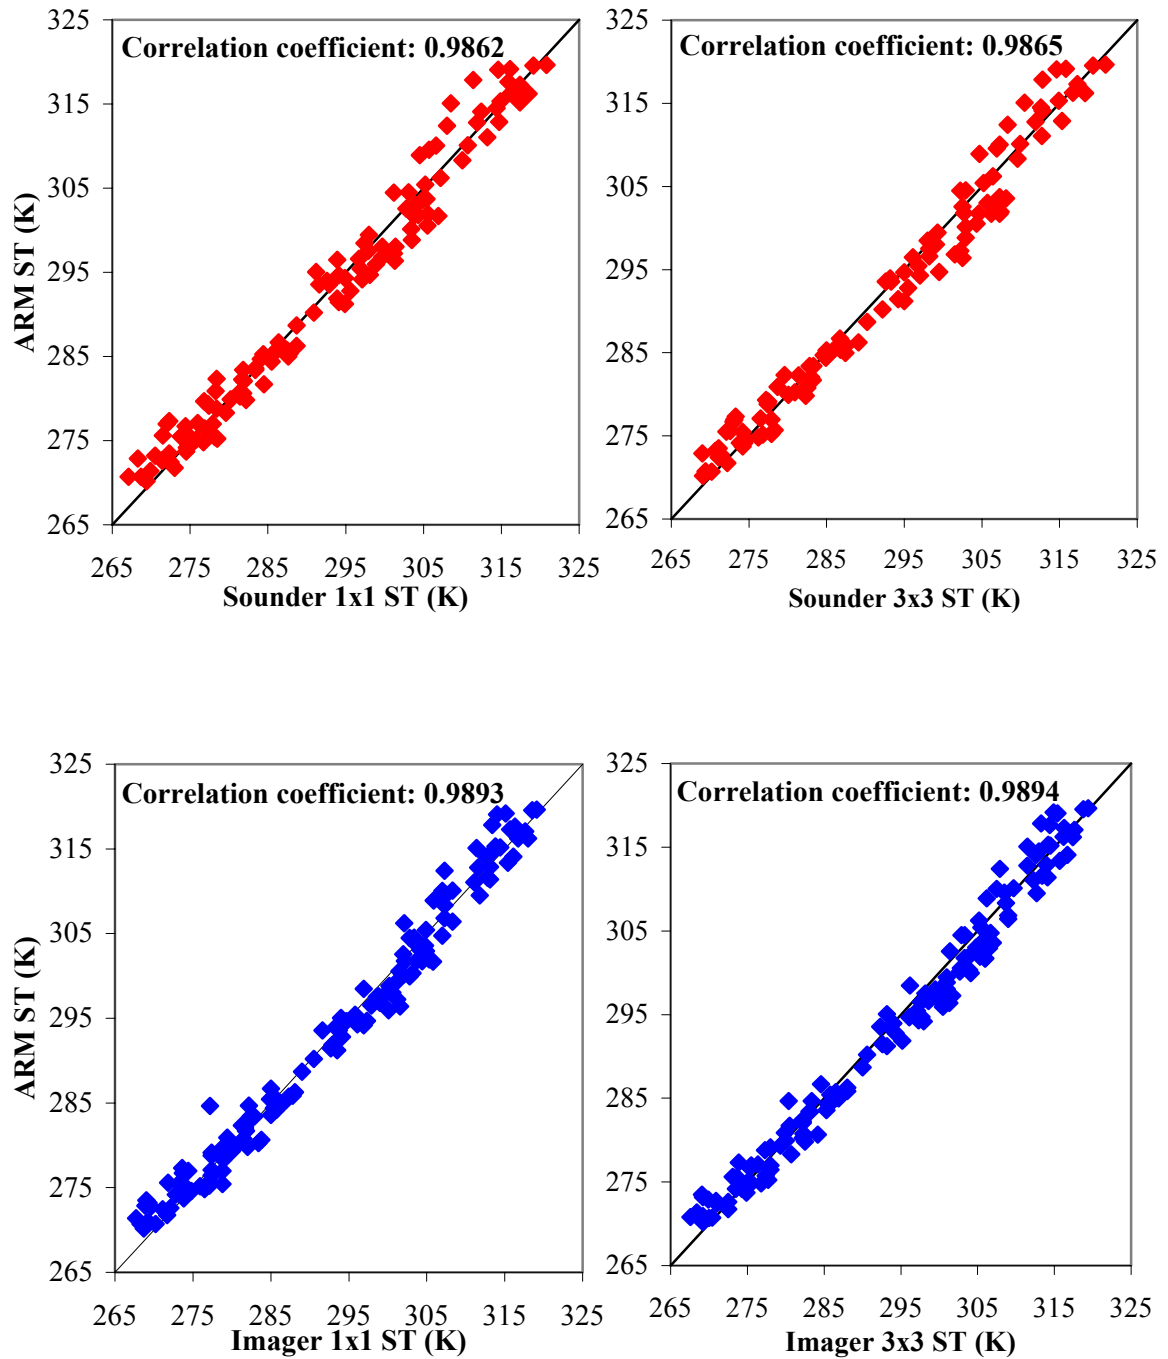 325
315
305
295
285
275
265
ARM ST (K)
Correlation coefficient: 0.9862
265 275 285 295 305 315 325
Sounder 1x1 ST (K)
325
315
305
295
285
275
265
Correlation coefficient: 0.9865
265 275 285 295 305 315 325
Sounder 3x3 ST (K)
325
315
305
295
285
275
265
ARM ST (K)
Correlation coefficient: 0.9893
265 275 285 295 305 315 325
Imager 1x1 ST (K)
325
315
305
295
285
275
265
Correlation coefficient: 0.9894
265 275 285 295 305 315 325
Imager 3x3 ST (K)